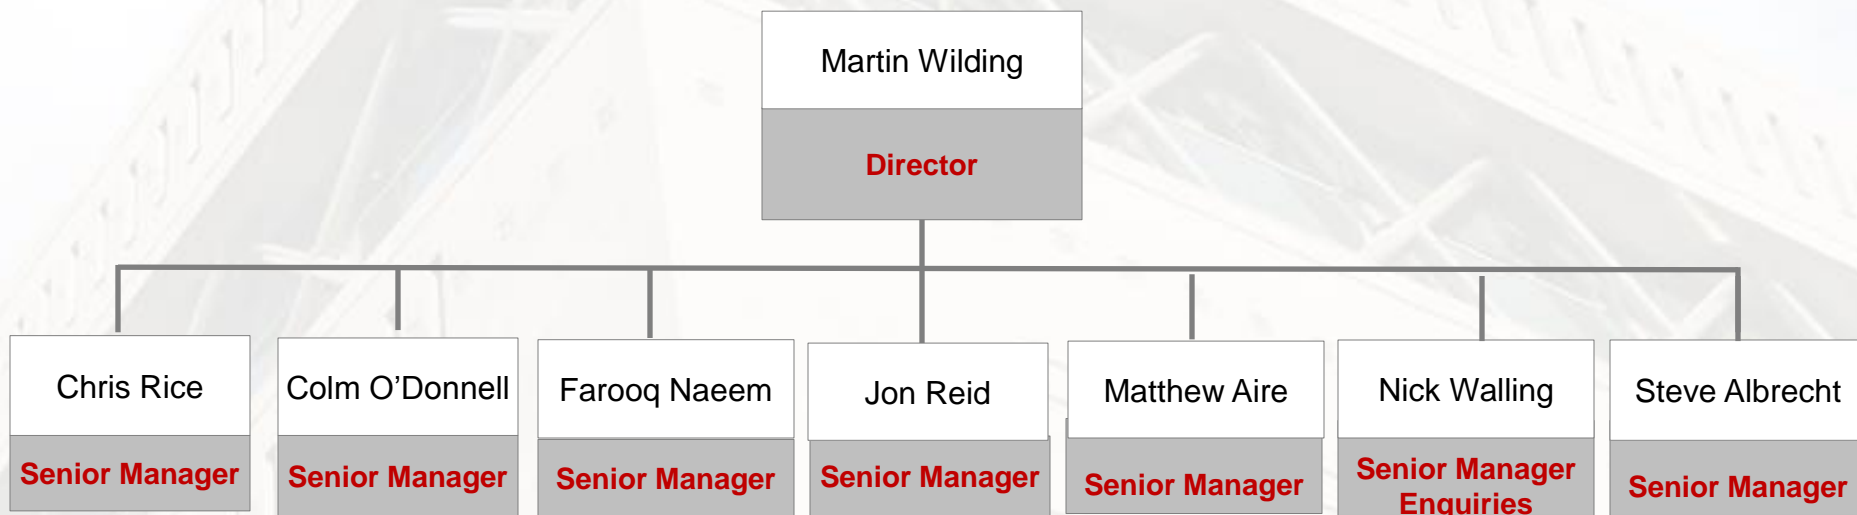 Martin Wilding
Director
Chris Rice
Senior Manager
Colm O’Donnell
Senior Manager
Farooq Naeem
Senior Manager
Jon Reid
Senior Manager
Matthew Aire
Senior Manager
Nick Walling
Senior Manager
Enquiries
Steve Albrecht
Senior Manager